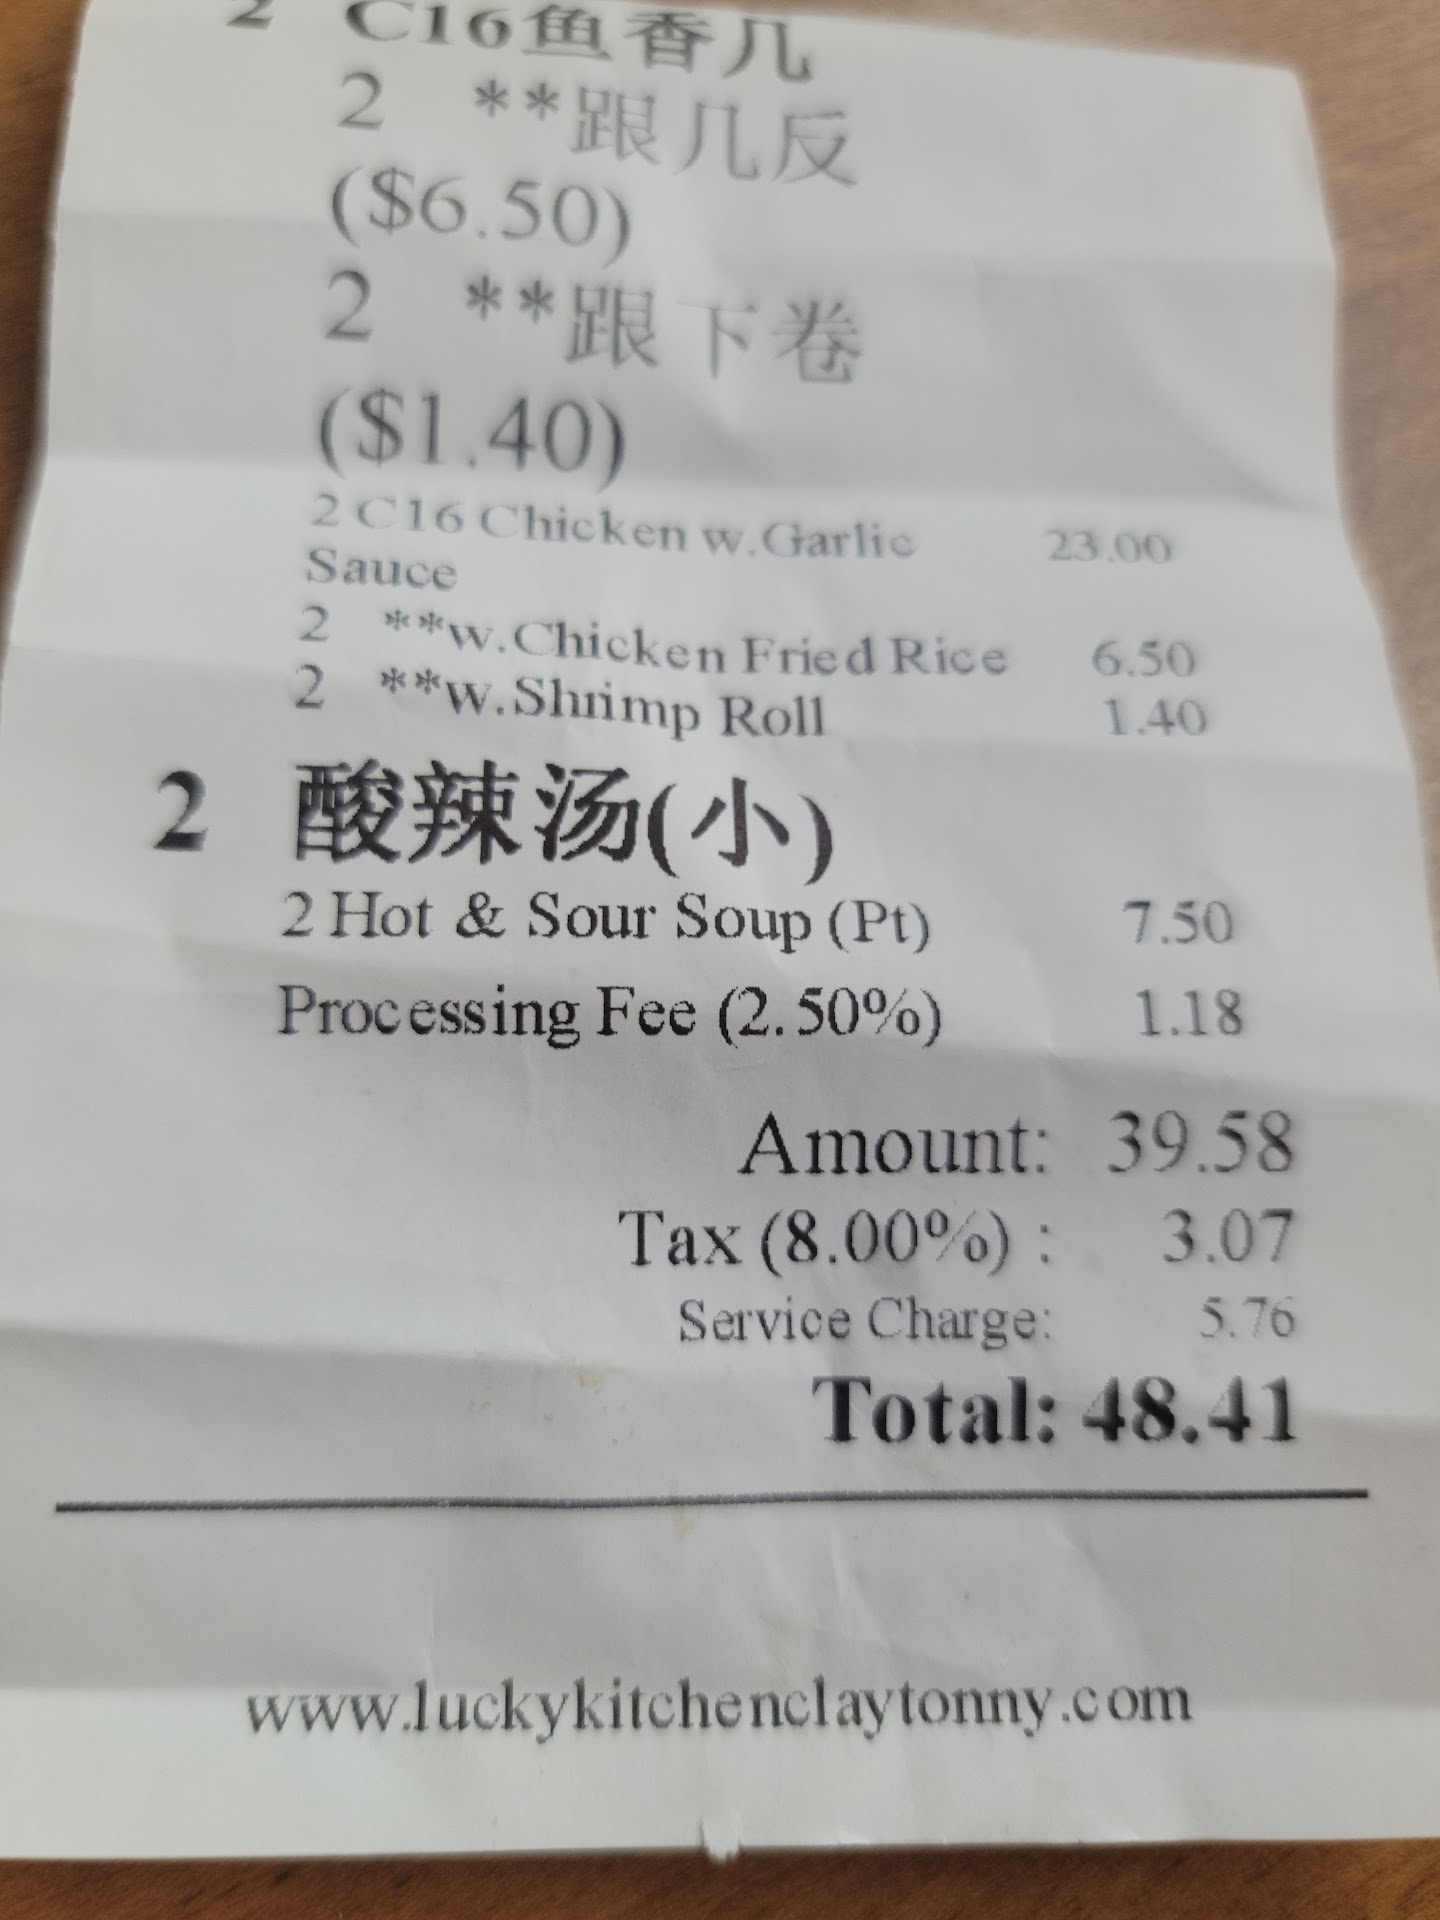 2 C16鱼香几
2 **跟几反
($6.50)
2 **跟下卷
($1.40)
2 C16 Chicken w.Garlic 23.00
Sauce
2 **w.Chicken Fried Rice 6.50
2 **w.Shrimp Roll 1.40
2 酸辣汤(小)
2 Hot & Sour Soup (Pt) 7.50
Processing Fee (2.50%) 1.18
Amount: 39.58
Tax (8.00%) : 3.07
Service Charge: 5.76
Total: 48.41
www.luckykitchenclaytonny.com